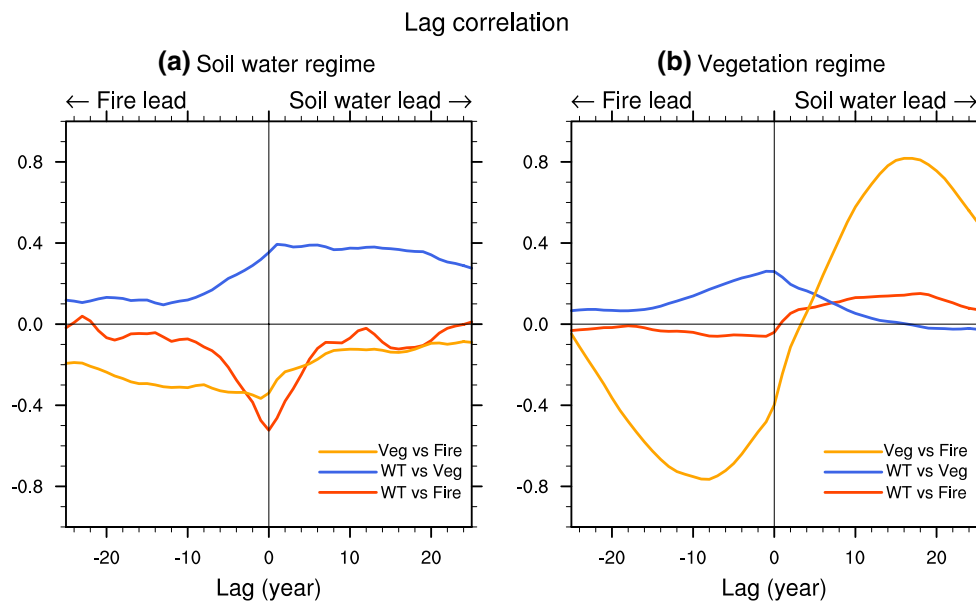 Lag correlation
(a) Soil water regime
← Fire lead Soil water lead →
0.8
0.4
0.0
-0.4
-0.8
Veg vs Fire
WT vs Veg
WT vs Fire
-20 -10 0 10 20
Lag (year)
(b) Vegetation regime
← Fire lead Soil water lead →
0.8
0.4
0.0
-0.4
-0.8
Veg vs Fire
WT vs Veg
WT vs Fire
-20 -10 0 10 20
Lag (year)